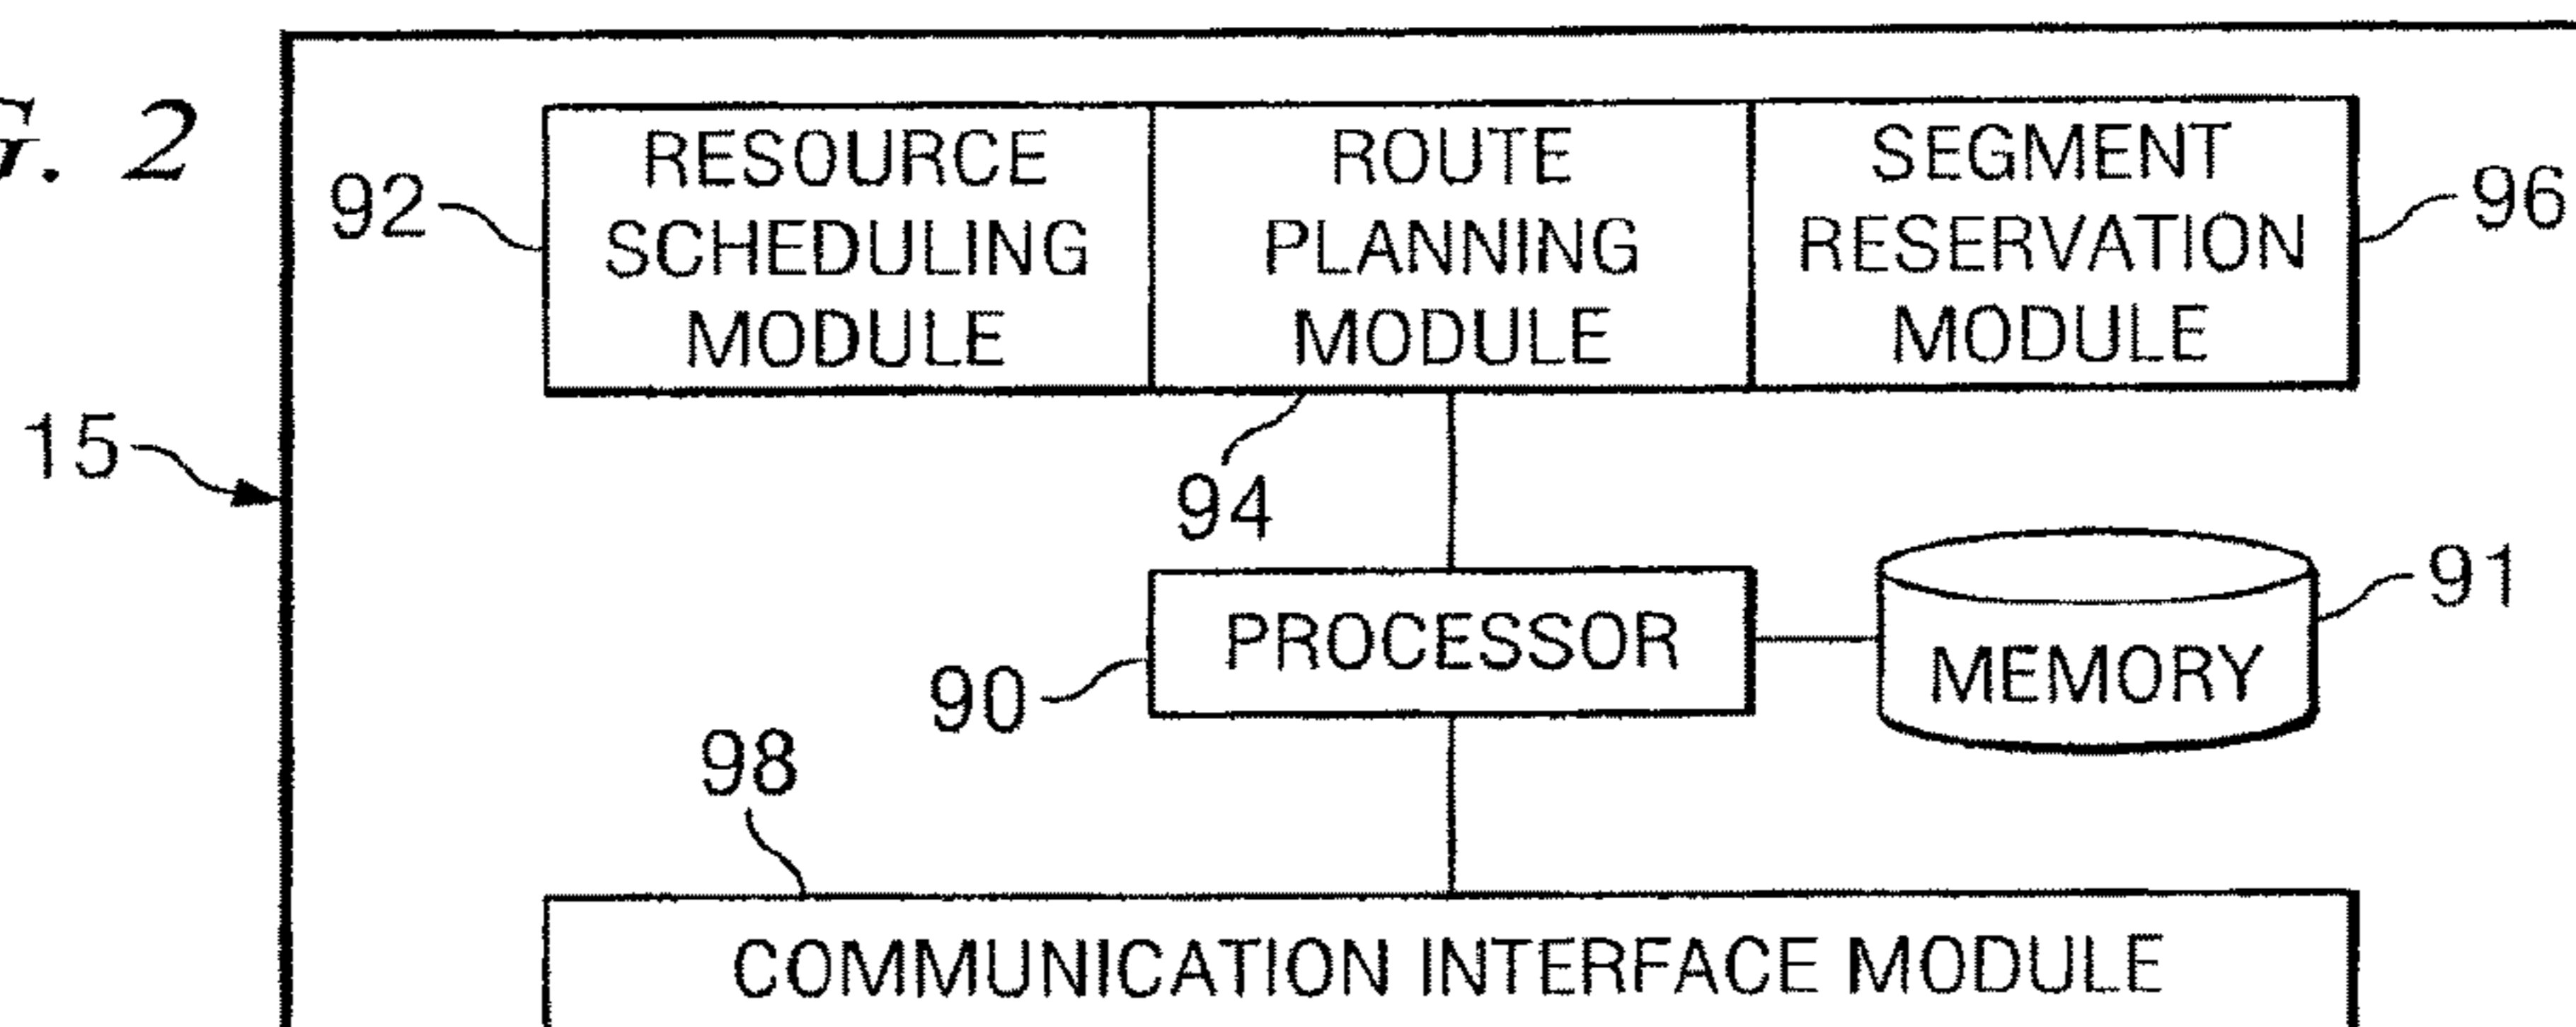 G. 2
92
RESOURCE
SCHEDULING
MODULE
ROUTE
PLANNING
MODULE
SEGMENT
RESERVATION
MODULE
96
15
94
PROCESSOR
90
MEMORY
91
98
COMMUNICATION INTERFACE MODULE